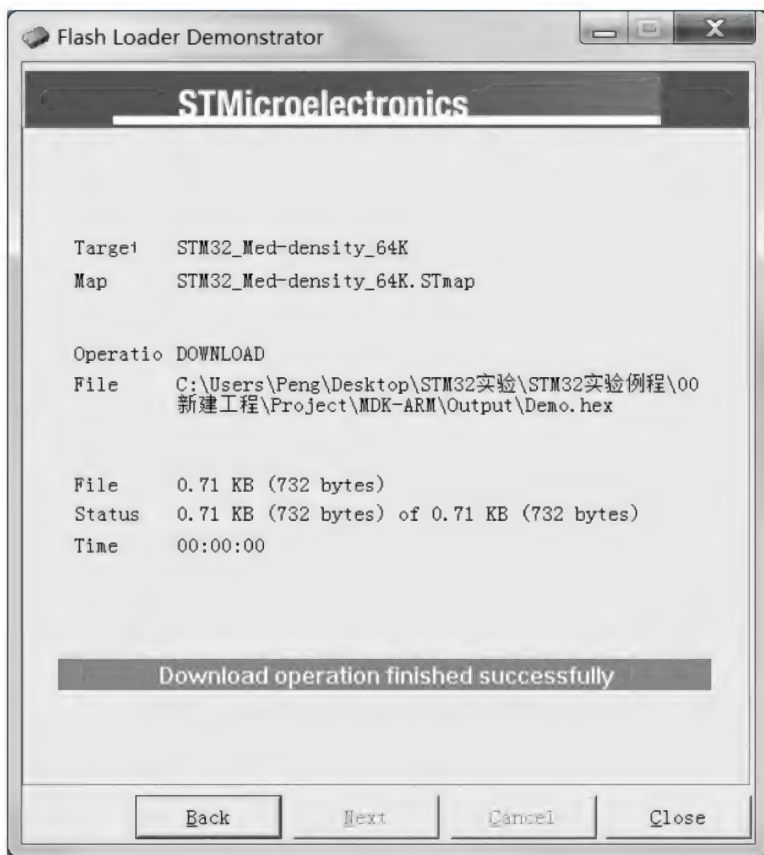 Flash Loader Demonstrator
STMicroelectronics
Target STM32_Med-density_64K
Map STM32_Med-density_64K.STmap
Operatio DOWNLOAD
File C:\Users\Peng\Desktop\STM32实验\STM32实验例程\00
新建工程\Project\MDK-ARM\Output\Demo.hex
File 0.71 KB (732 bytes)
Status 0.71 KB (732 bytes) of 0.71 KB (732 bytes)
Time 00:00:00
Download operation finished successfully
Back Next Cancel Close